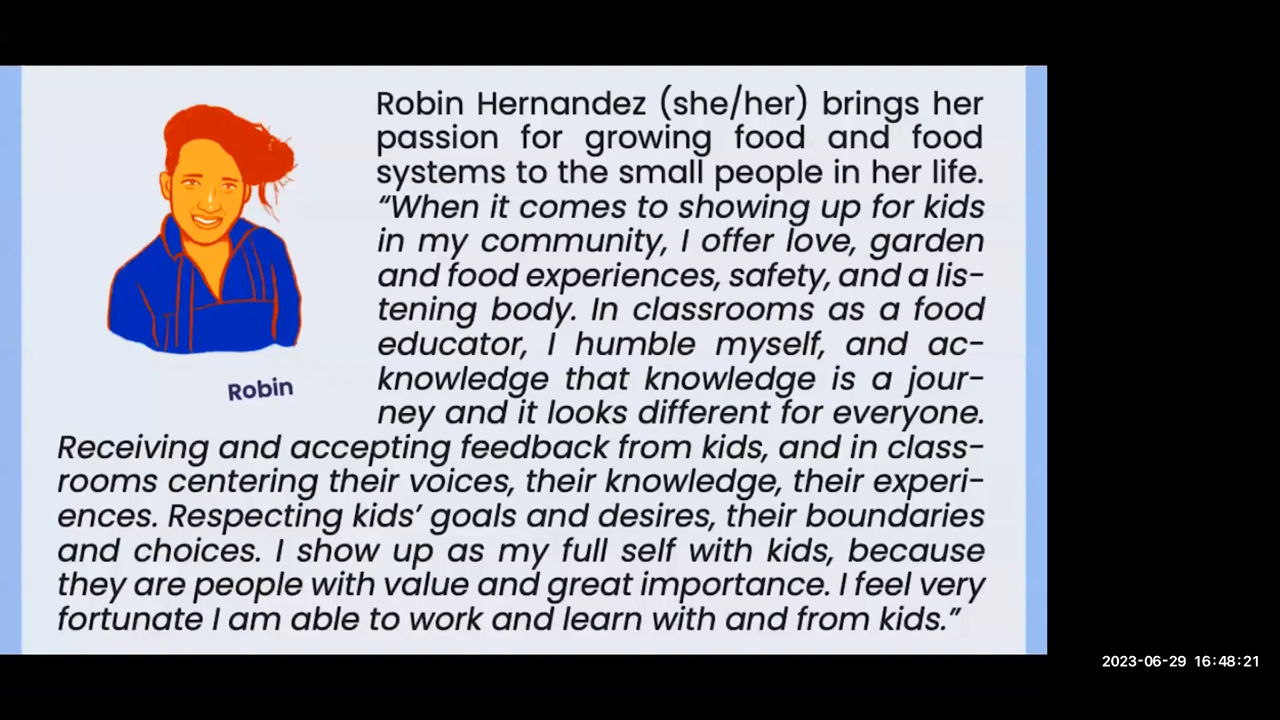 Robin Hernandez (she/her) brings her
passion for growing food and food
systems to the small people in her life.
“When it comes to showing up for kids
in my community, I offer love, garden
and food experiences, safety, and a lis-
tening body. In classrooms as a food
educator, I humble myself, and ac-
knowledge that knowledge is a jour-
ney and it looks different for everyone.
Receiving and accepting feedback from kids, and in class-
rooms centering their voices, their knowledge, their experi-
ences. Respecting kids’ goals and desires, their boundaries
and choices. I show up as my full self with kids, because
they are people with value and great importance. I feel very
fortunate I am able to work and learn with and from kids.”
Robin
2023-06-29 16:48:21